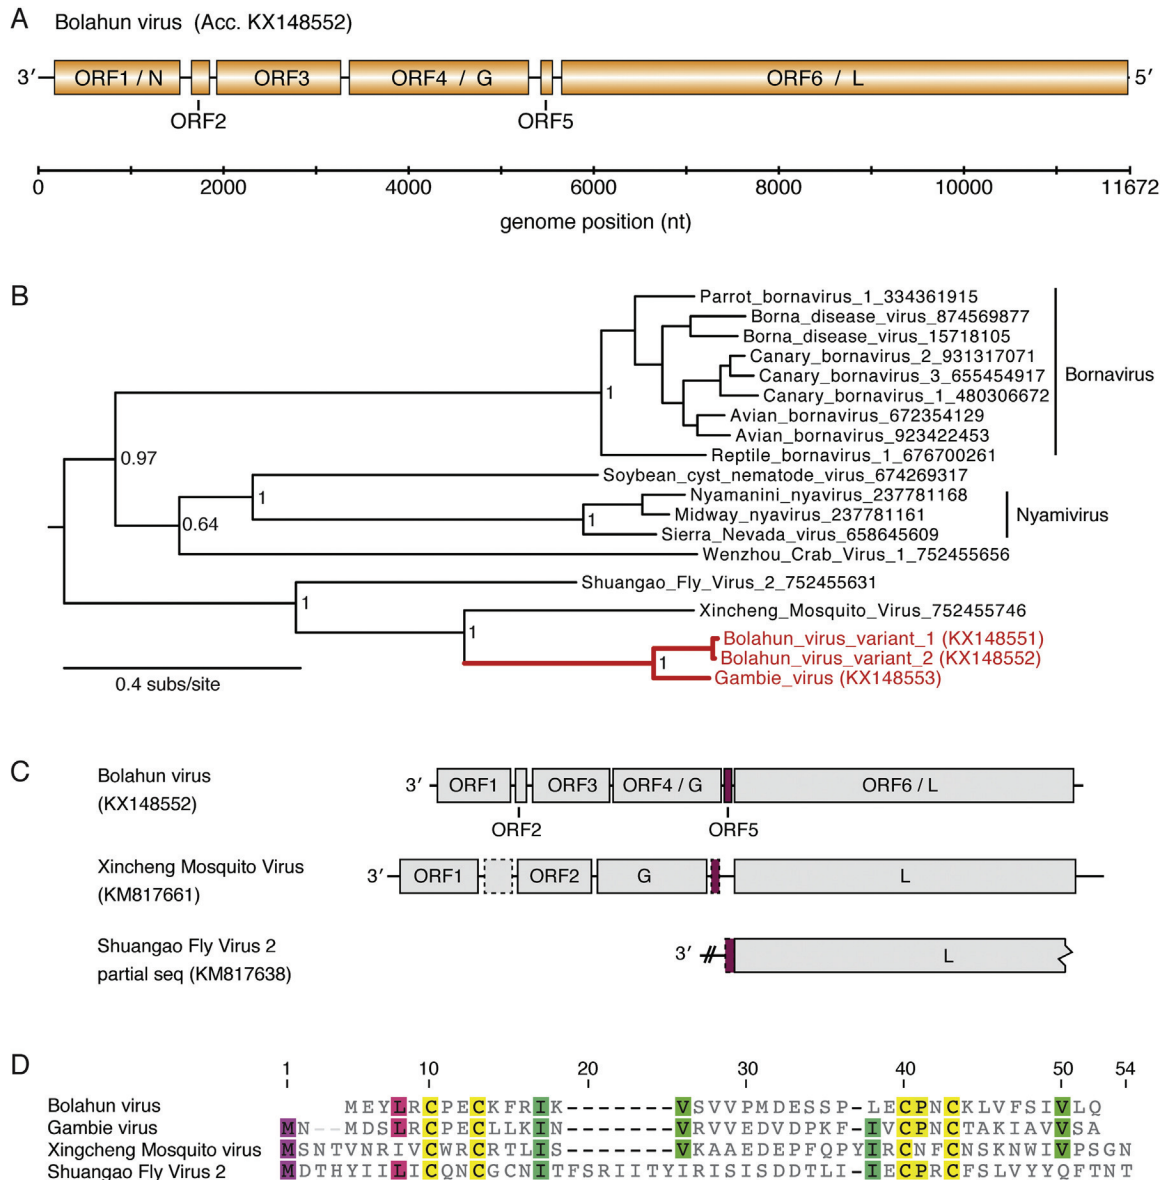 A Bolahun virus (Acc. KX148552)
3′ ORF1 / N ORF3 ORF4 / G ORF6 / L 5′
ORF2 ORF5
0 2000 4000 6000 8000 10000 11672
genome position (nt)
B
Parrot_bornavirus_1_334361915
Borna_disease_virus_874569877
Borna_disease_virus_15718105
Canary_bornavirus_2_931317071
Canary_bornavirus_3_655454917
Canary_bornavirus_1_480306672
Avian_bornavirus_672354129
Avian_bornavirus_923422453
Reptile_bornavirus_1_676700261
Bornavirus
1
0.97
Soybean_cyst_nematode_virus_674269317
Nyamanini_nyavirus_237781168
Midway_nyavirus_237781161
Sierra_Nevada_virus_658645609
Nyamivirus
1
1
0.64
Wenzhou_Crab_Virus_1_752455656
Shuangao_Fly_Virus_2_752455631
1
Xincheng_Mosquito_Virus_752455746
1
Bolahun_virus_variant_1 (KX148551)
Bolahun_virus_variant_2 (KX148552)
1
Gambie_virus (KX148553)
0.4 subs/site
C
Bolahun virus
(KX148552)
3′ ORF1 ORF3 ORF4 / G ORF6 / L
ORF2 ORF5
Xincheng Mosquito Virus
(KM817661)
3′ ORF1 ORF2 G L
Shuangao Fly Virus 2
partial seq (KM817638)
3′ L
D
1 10 20 30 40 50 54
Bolahun virus MEYLRCPECKFRIK-------VSVVPMDESSP-LECPNCKLVFSIVLQ
Gambie virus MN--MDSLRCPECLLKIN-------VRVVEDVDPKF-IVCPNCTAKIAVVSA
Xingcheng Mosquito virus MSNTVNRIVCWRCRTLIS-------VKAAEDEPFQPYIRCNFCNSKNWIVPSGN
Shuangao Fly Virus 2 MDTHYIILICQNCGCNITFSRIITYIRISISDDTLI-IECPRCFSLVYYQFTNT